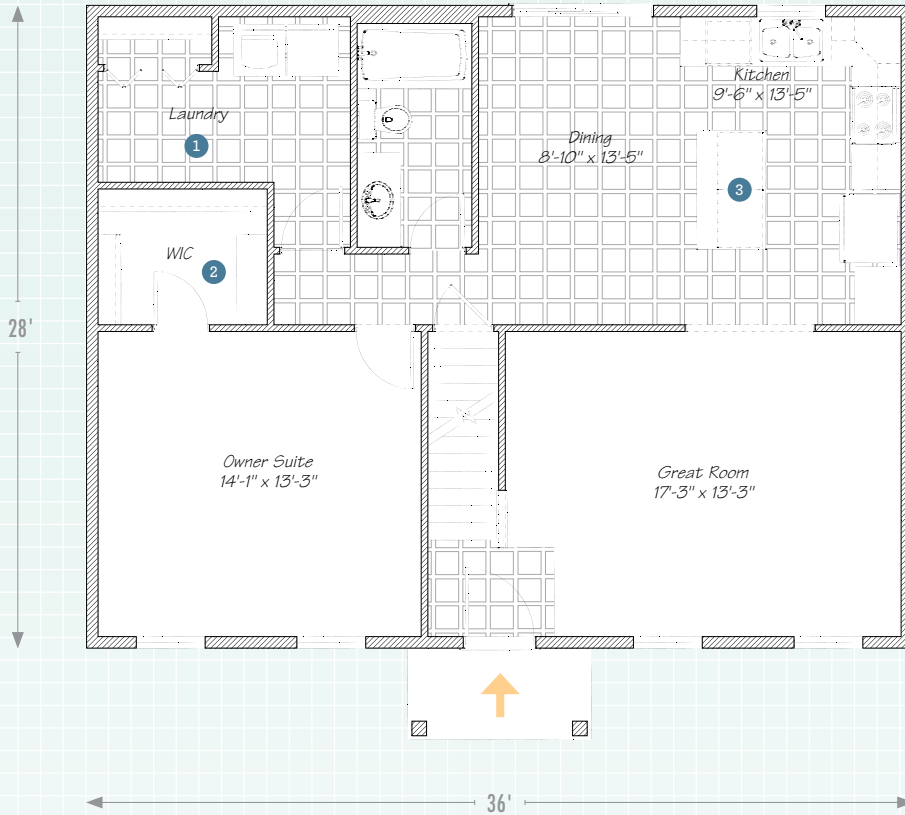 Kitchen
9'-6" x 13'-5"
Laundry
1
Dining
8'-10" x 13'-5"
3
WIC
2
28'
Owner Suite
14'-1" x 13'-3"
Great Room
17'-3" x 13'-3"
36'